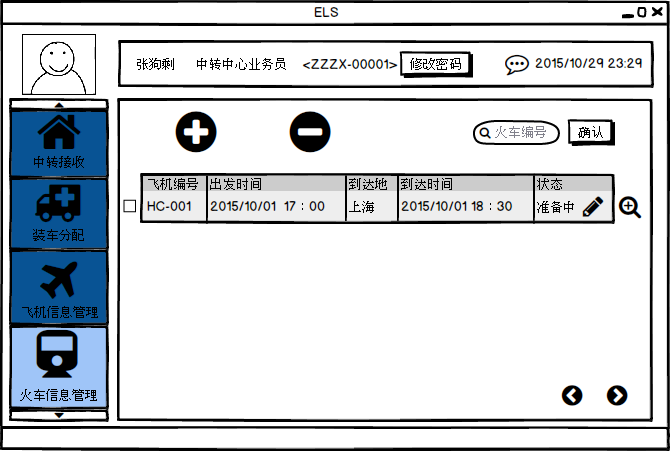 ELS
张狗剩 中转中心业务员 <ZZZX-00001> 修改密码 2015/10/29 23:29
火车编号 确认
中转接收
装车分配
飞机信息管理
火车信息管理
飞机编号 出发时间 到达地 到达时间 状态
HC-001 2015/10/01 17：00 上海 2015/10/01 18：30 准备中